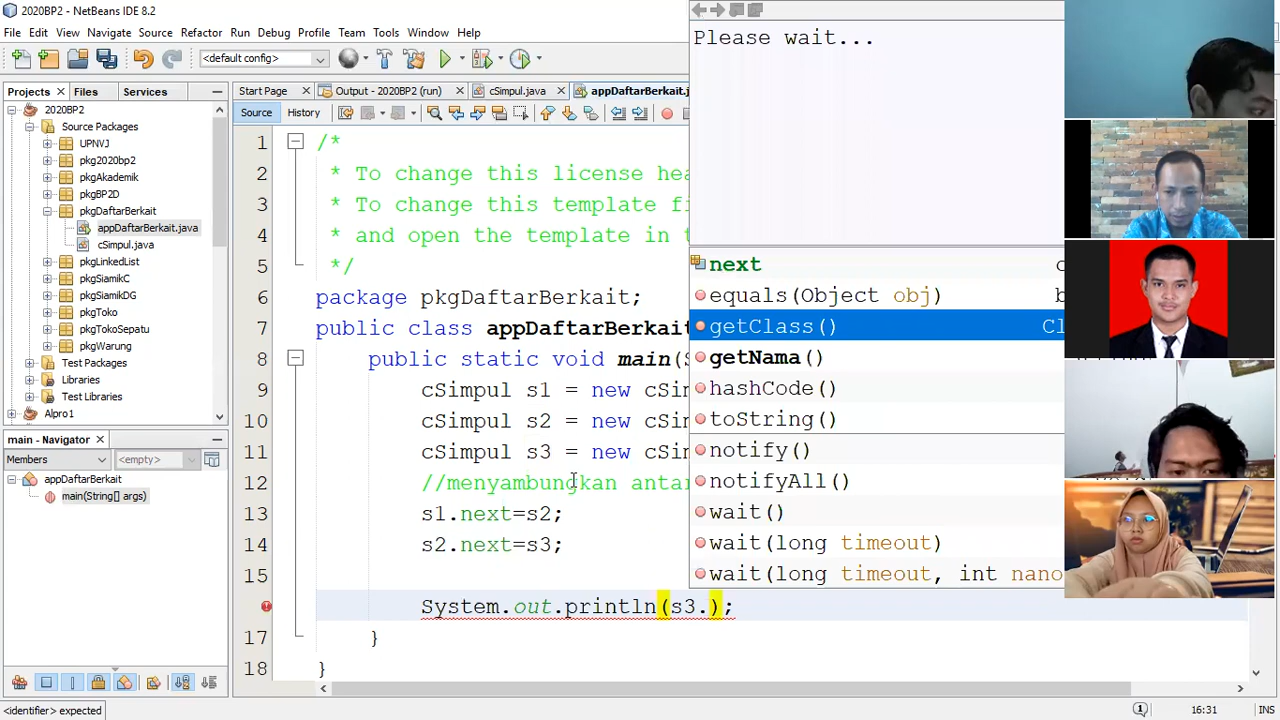 2020BP2 - NetBeans IDE 8.2
File Edit View Navigate Source Refactor Run Debug Profile Team Tools Window Help
<default config>
Projects Files Services
2020BP2
Source Packages
UPNVJ
pkg2020bp2
pkgAkademik
pkgBP2D
pkgDaftarBerkait
appDaftarBerkait.java
cSimpul.java
pkgLinkedList
pkgSiamikC
pkgSiamikDG
pkgToko
pkgTokoSepatu
pkgWarung
Test Packages
Libraries
Test Libraries
Alpro1
main - Navigator
Members <empty>
appDaftarBerkait
main(String[] args)
<identifier> expected
Start Page Output - 2020BP2 (run) cSimpul.java appDaftarBerkait.j
Source History
1 /*
2 * To change this license hea
3 * To change this template fi
4 * and open the template in t
5 */
6 package pkgDaftarBerkait;
7 public class appDaftarBerkait
8 public static void main(S
9 cSimpul s1 = new cSim
10 cSimpul s2 = new cSim
11 cSimpul s3 = new cSim
12 //menyambungkan antar
13 s1.next=s2;
14 s2.next=s3;
15
System.out.println(s3.);
17 }
18 }
Please wait...
next c
equals(Object obj) b
getClass() Cl
getNama()
hashCode()
toString()
notify()
notifyAll()
wait()
wait(long timeout)
wait(long timeout, int nano
1 16:31 INS